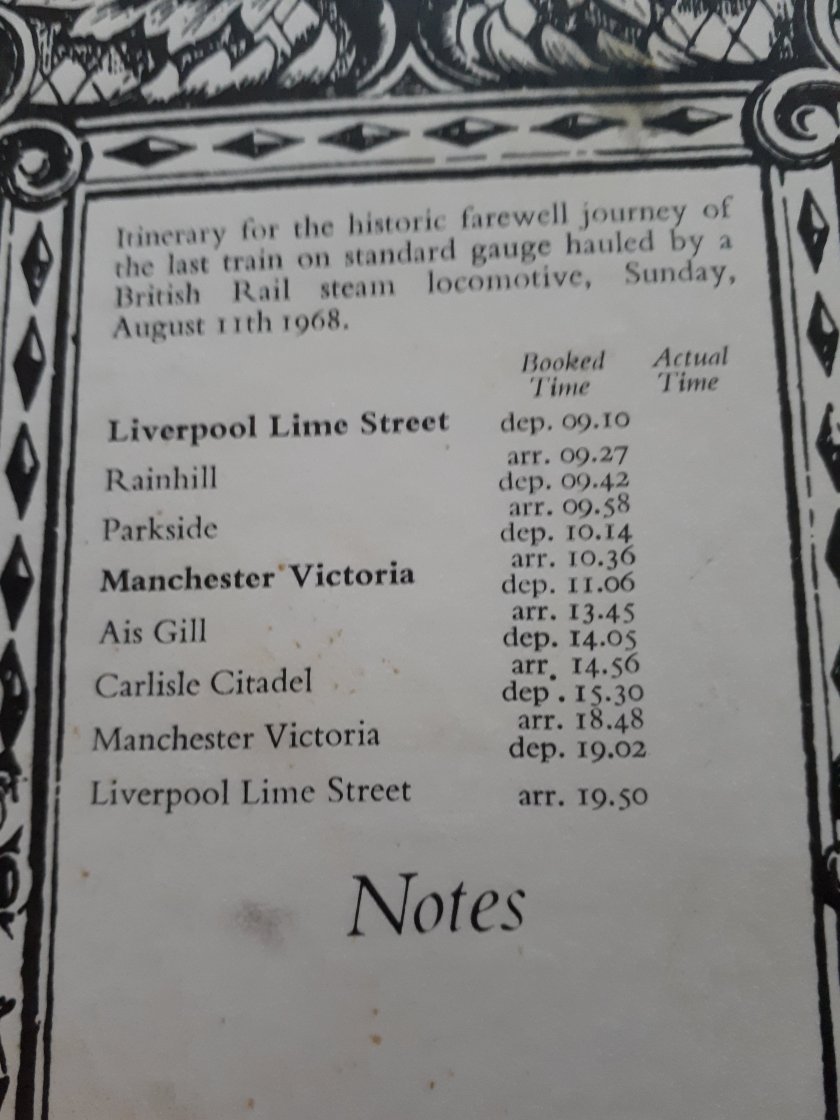 Itinerary for the historic farewell journey of
the last train on standard gauge hauled by a
British Rail steam locomotive, Sunday,
August 11th 1968.
Booked Actual
Time Time
Liverpool Lime Street dep. 09.10
arr. 09.27
Rainhill dep. 09.42
arr. 09.58
Parkside dep. 10.14
arr. 10.36
Manchester Victoria dep. 11.06
arr. 13.45
Ais Gill dep. 14.05
arr. 14.56
Carlisle Citadel dep. 15.30
arr. 18.48
Manchester Victoria dep. 19.02
Liverpool Lime Street arr. 19.50
Notes